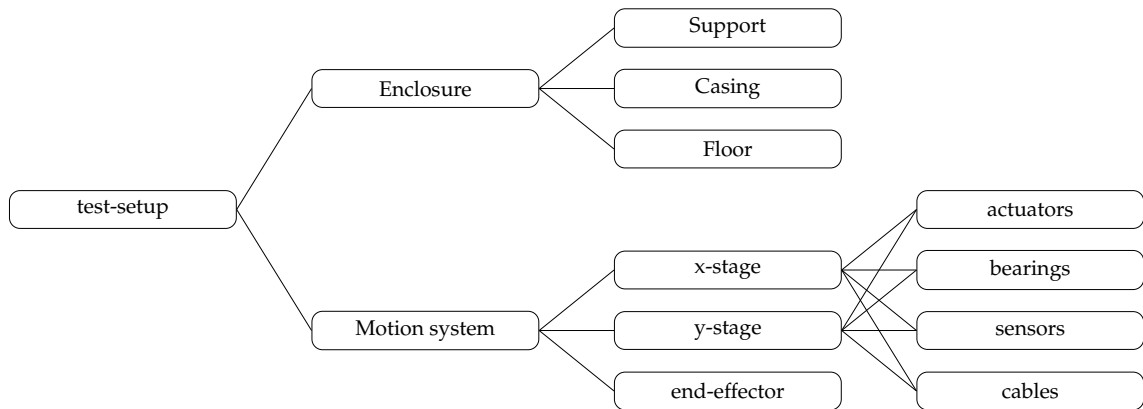 test-setup
Enclosure
Support
Casing
Floor
Motion system
x-stage
y-stage
end-effector
actuators
bearings
sensors
cables